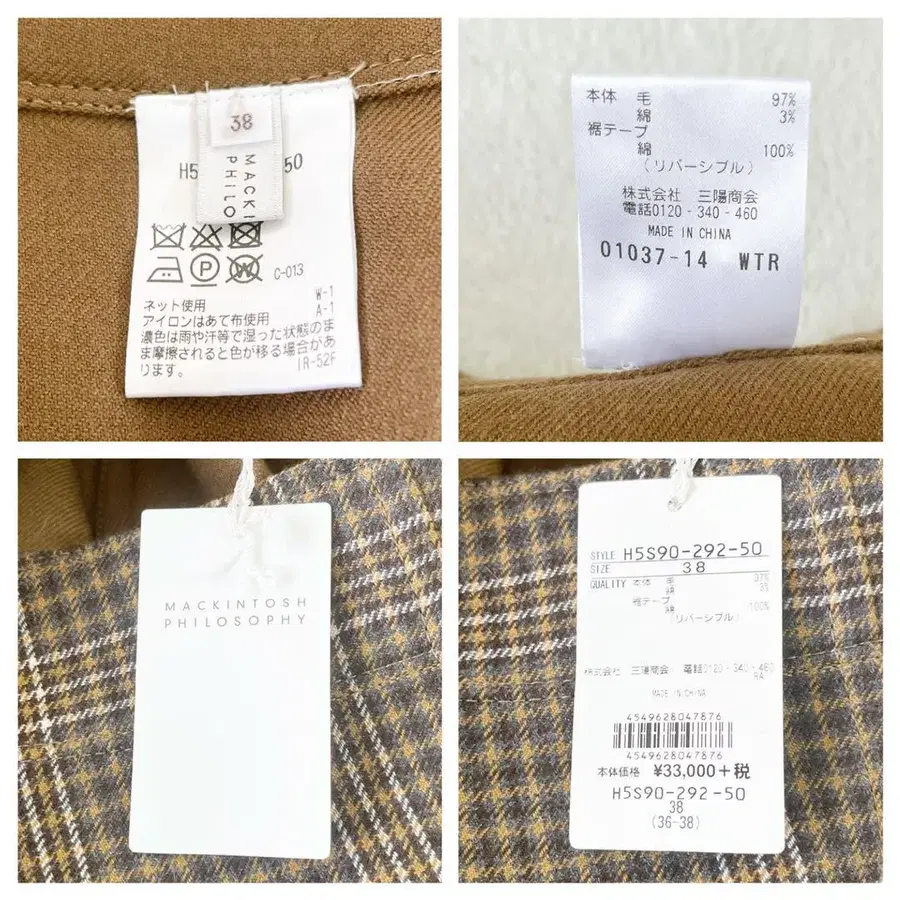 38
MACKINTOSH
PHILO
H5 50
C-013
W-1
A-1
ネット使用
アイロンはあて布使用
濃色は雨や汗等で湿った状態のま
ま摩擦されると色が移る場合があ
ります。
IR-52F
本体 毛 97%
綿 3%
裾テープ
綿 100%
(リバーシブル)
株式会社 三陽商会
電話0120-340-460
MADE IN CHINA
01037-14 WTR
MACKINTOSH
PHILOSOPHY
STYLE H5S90-292-50
SIZE 38
QUALITY 本体 毛 97%
綿 3%
裾テープ
綿 100%
(リバーシブル)
株式会社 三陽商会 電話0120-340-460
RA
MADE IN CHINA
4549628047876
4549628047876
本体価格 ¥33,000+税
H5S90-292-50
38
(36-38)